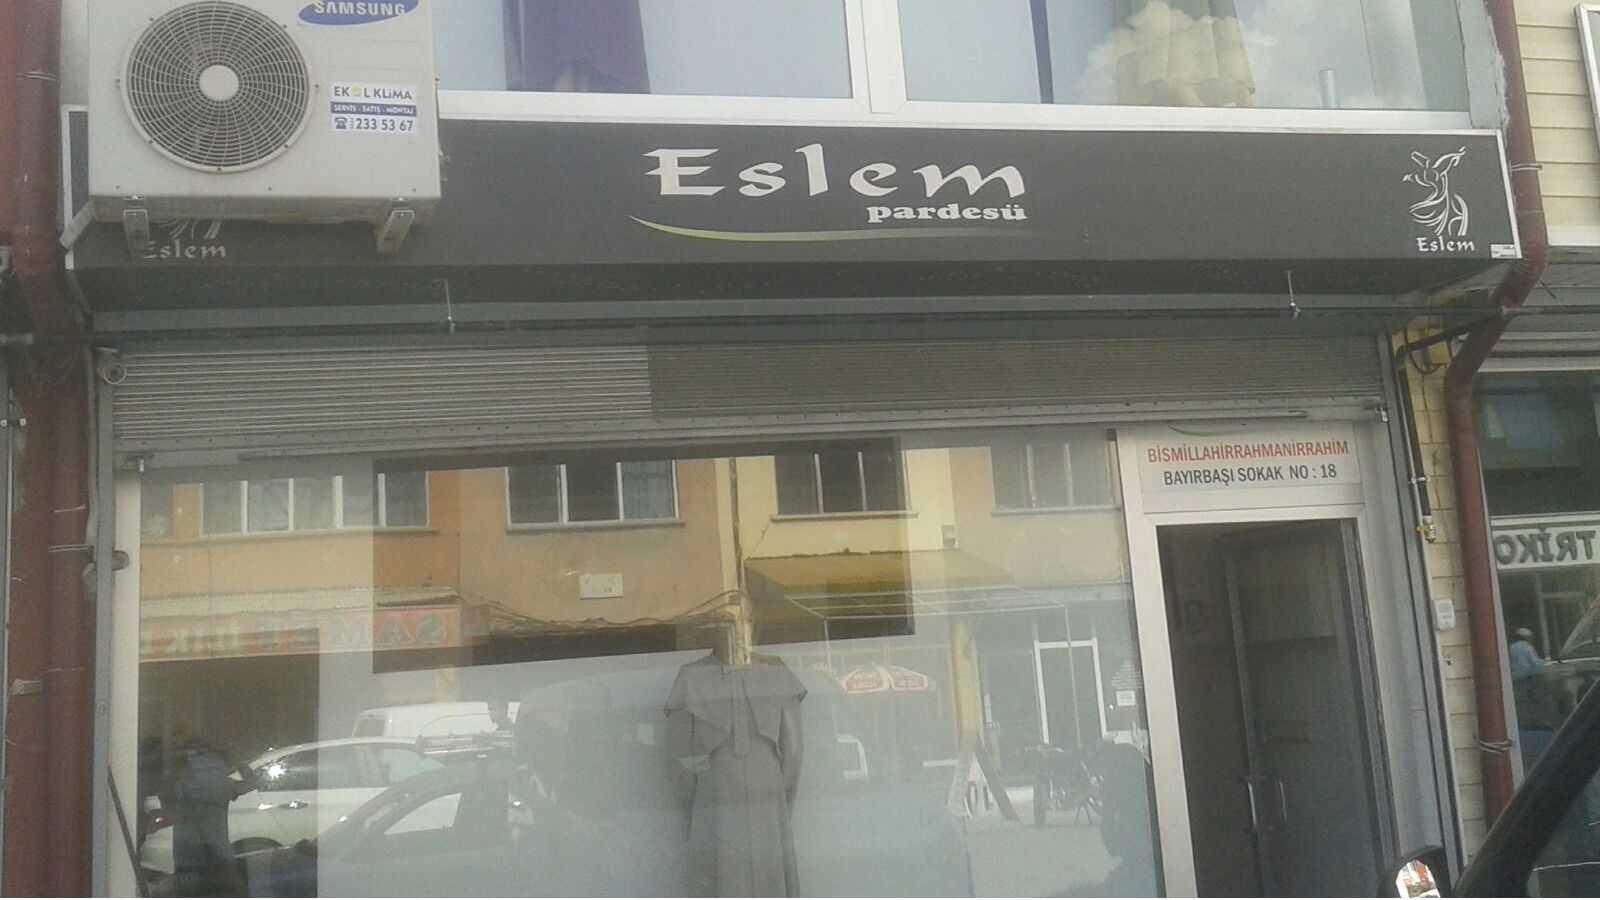 SAMSUNG
EKOL KLİMA
SERVİS - SATIŞ - MONTAJ
233 53 67
Eslem
pardesü
Eslem
Eslem
BİSMİLLAHİRRAHMANİRRAHİM
BAYIRBAŞI SOKAK NO : 18
TRİKO
SAMET